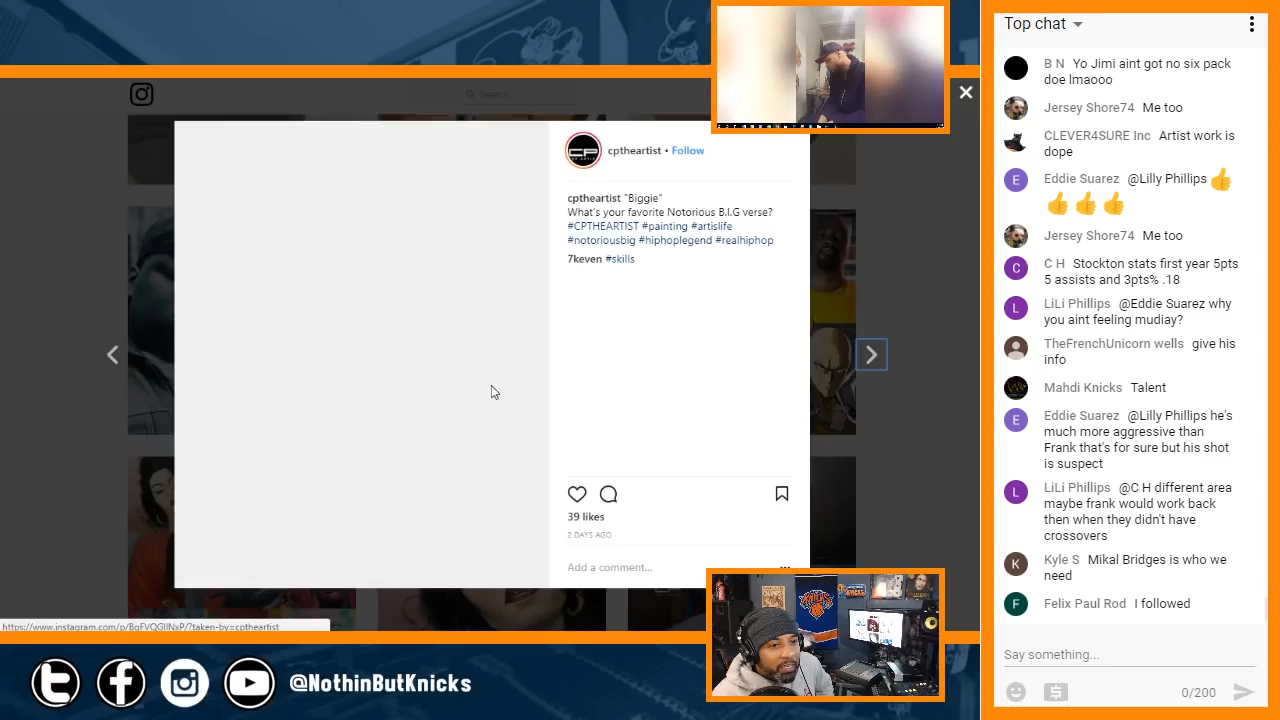 Search
cptheartist • Follow
cptheartist "Biggie"
What's your favorite Notorious B.I.G verse?
#CPTHEARTIST #painting #artislife
#notoriousbig #hiphoplegend #realhiphop
7keven #skills
39 likes
2 DAYS AGO
Add a comment...
https://www.instagram.com/p/BgFVQGllNxP/?taken-by=cptheartist
@NothinButKnicks
Top chat
B N Yo Jimi aint got no six pack
doe lmaooo
Jersey Shore74 Me too
CLEVER4SURE Inc Artist work is
dope
Eddie Suarez @Lilly Phillips 👍
👍 👍 👍
Jersey Shore74 Me too
C H Stockton stats first year 5pts
5 assists and 3pts% .18
LiLi Phillips @Eddie Suarez why
you aint feeling mudiay?
TheFrenchUnicorn wells give his
info
Mahdi Knicks Talent
Eddie Suarez @Lilly Phillips he's
much more aggressive than
Frank that's for sure but his shot
is suspect
LiLi Phillips @C H different area
maybe frank would work back
then when they didn't have
crossovers
Kyle S Mikal Bridges is who we
need
Felix Paul Rod I followed
Say something...
0/200